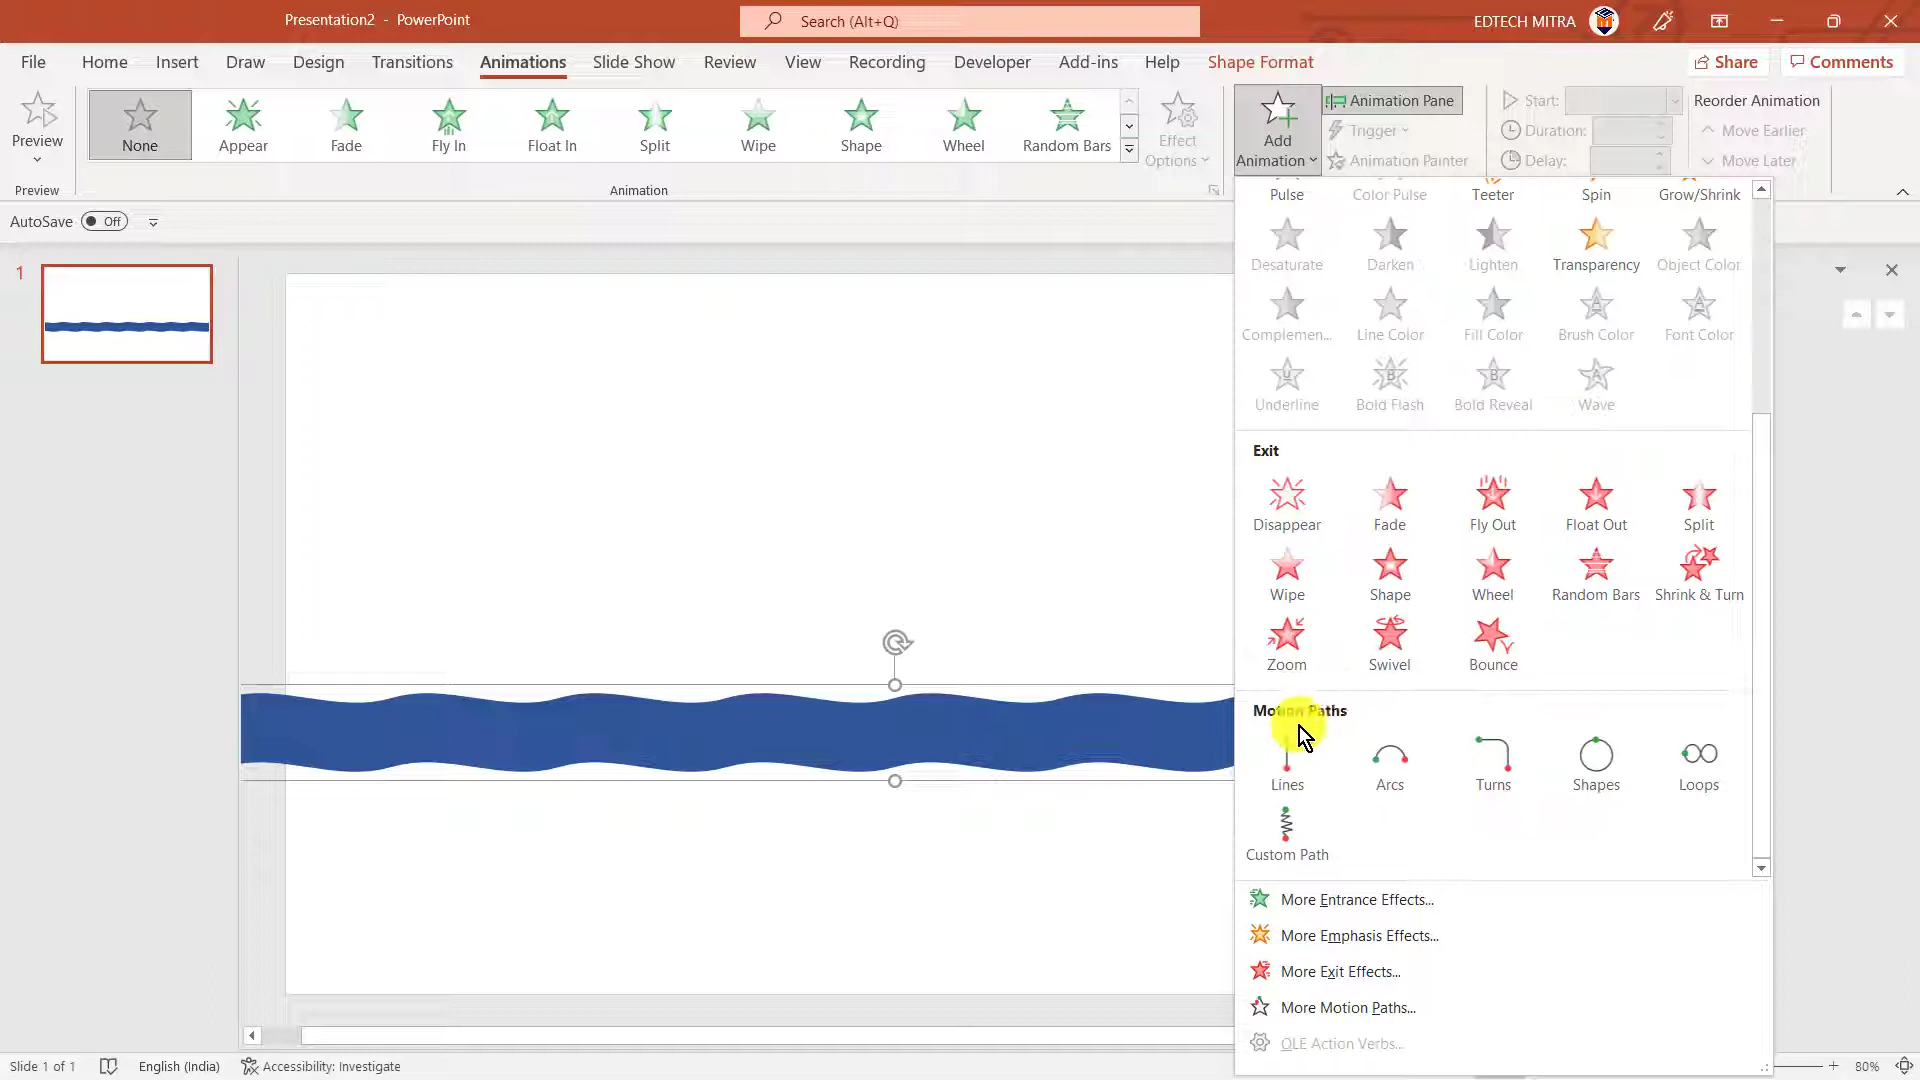 Presentation2 - PowerPoint
Search (Alt+Q)
EDTECH MITRA
File Home Insert Draw Design Transitions Animations Slide Show Review View Recording Developer Add-ins Help Shape Format
Share
Comments
Preview
Preview
None
Appear
Fade
Fly In
Float In
Split
Wipe
Shape
Wheel
Random Bars
Animation
Effect
Options
Add
Animation
Animation Pane
Trigger
Animation Painter
Start:
Duration:
Delay:
Reorder Animation
Move Earlier
Move Later
AutoSave Off
1
Pulse Color Pulse Teeter Spin Grow/Shrink
Desaturate Darken Lighten Transparency Object Color
Complemen... Line Color Fill Color Brush Color Font Color
Underline Bold Flash Bold Reveal Wave
Exit
Disappear Fade Fly Out Float Out Split
Wipe Shape Wheel Random Bars Shrink & Turn
Zoom Swivel Bounce
Motion Paths
Lines Arcs Turns Shapes Loops
Custom Path
More Entrance Effects...
More Emphasis Effects...
More Exit Effects...
More Motion Paths...
OLE Action Verbs...
Slide 1 of 1
English (India)
Accessibility: Investigate
80%